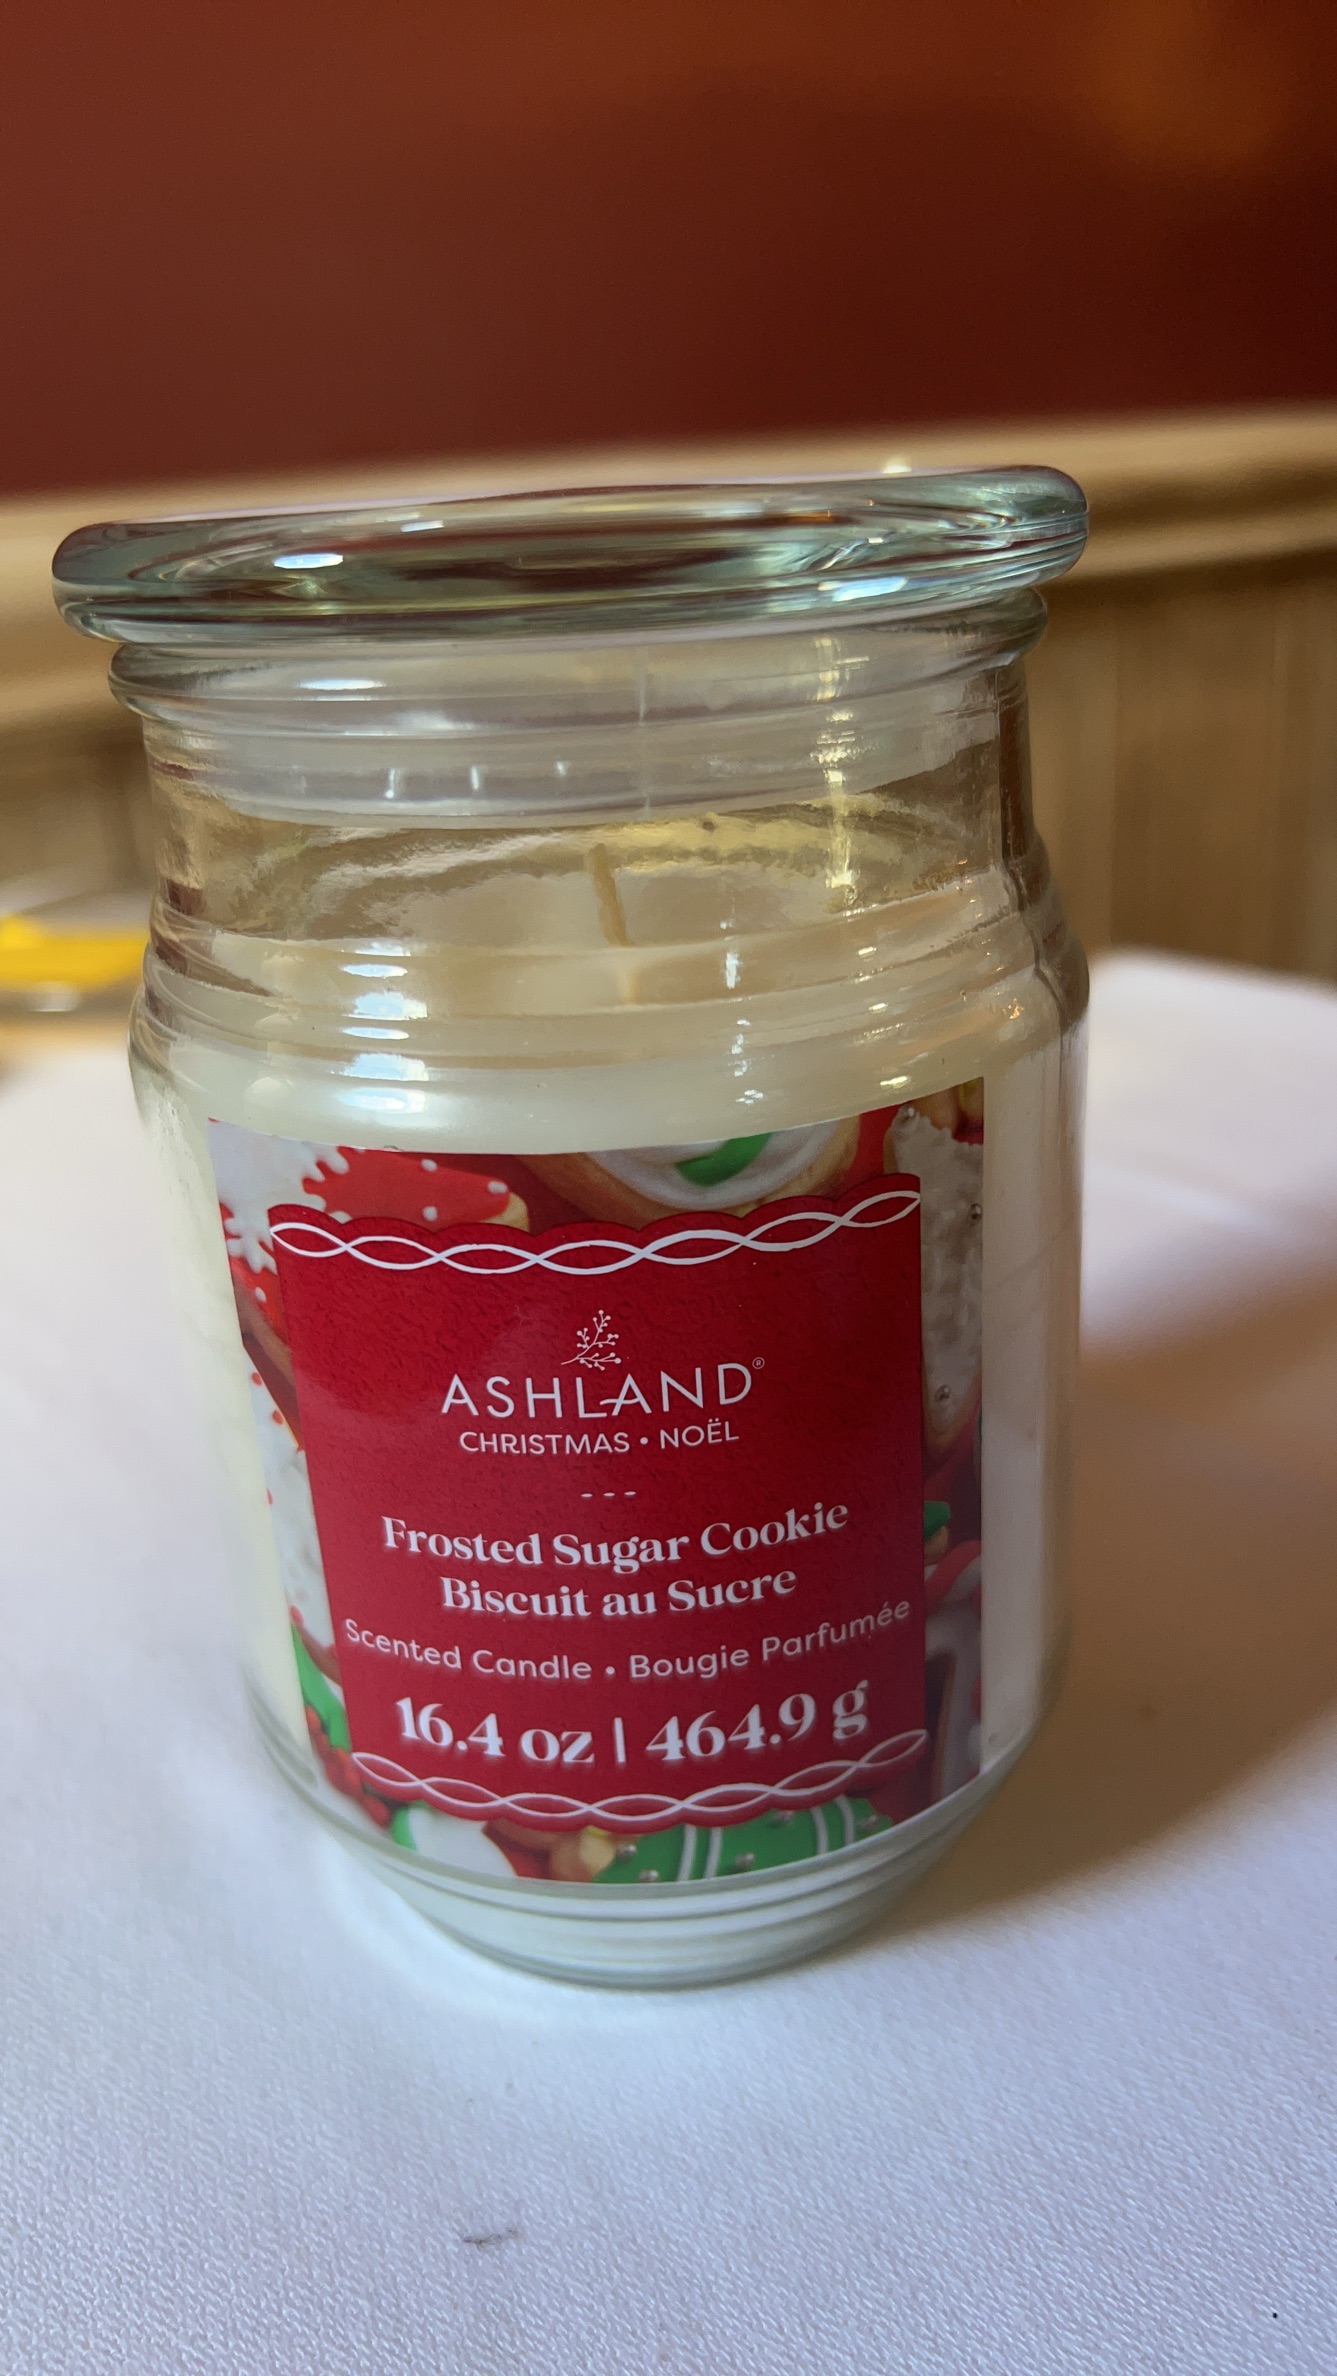 ASHLAND®
CHRISTMAS • NOËL
Frosted Sugar Cookie
Biscuit au Sucre
Scented Candle • Bougie Parfumée
16.4 oz | 464.9 g